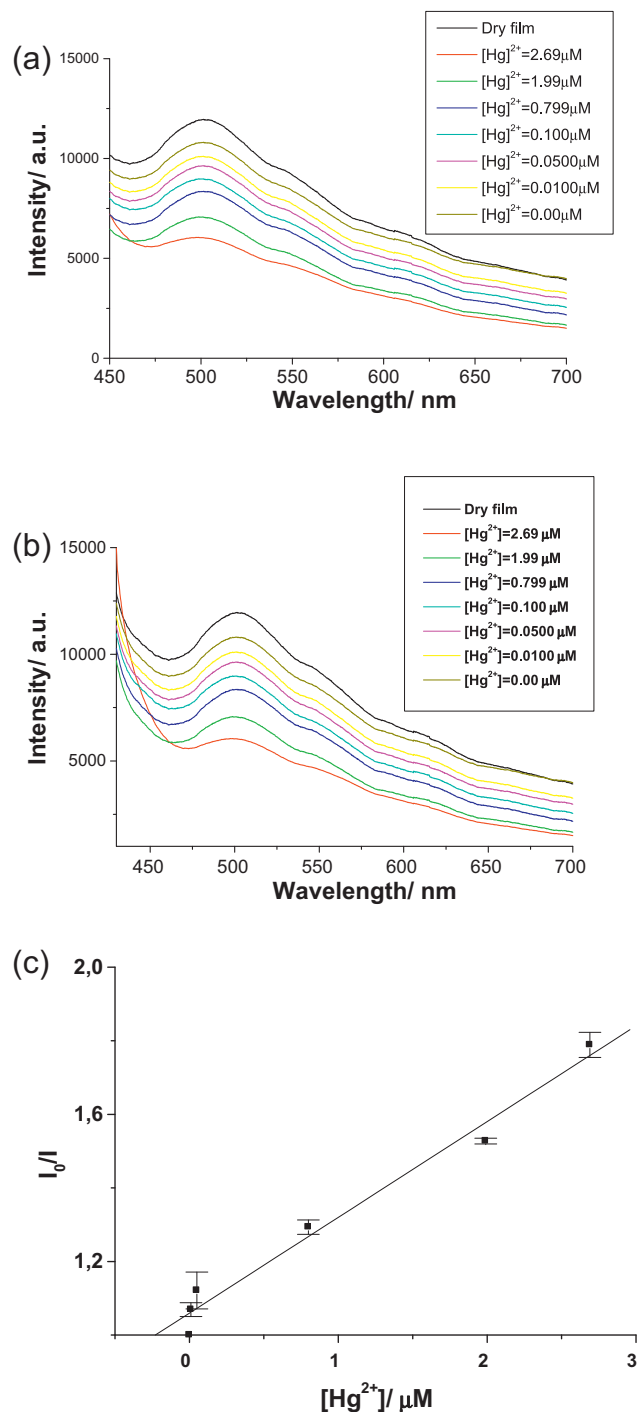 (a)
Dry film
[Hg]²⁺=2.69μM
[Hg]²⁺=1.99μM
[Hg]²⁺=0.799μM
[Hg]²⁺=0.100μM
[Hg]²⁺=0.0500μM
[Hg]²⁺=0.0100μM
[Hg]²⁺=0.00μM
15000
10000
5000
0
Intensity/ a.u.
450 500 550 600 650 700
Wavelength/ nm
(b)
Dry film
[Hg²⁺]=2.69 μM
[Hg²⁺]=1.99 μM
[Hg²⁺]=0.799 μM
[Hg²⁺]=0.100 μM
[Hg²⁺]=0.0500 μM
[Hg²⁺]=0.0100 μM
[Hg²⁺]=0.00 μM
15000
10000
5000
Intensity/ a.u.
450 500 550 600 650 700
Wavelength/ nm
(c)
2,0
1,6
1,2
I₀/I
0 1 2 3
[Hg²⁺]/ μM